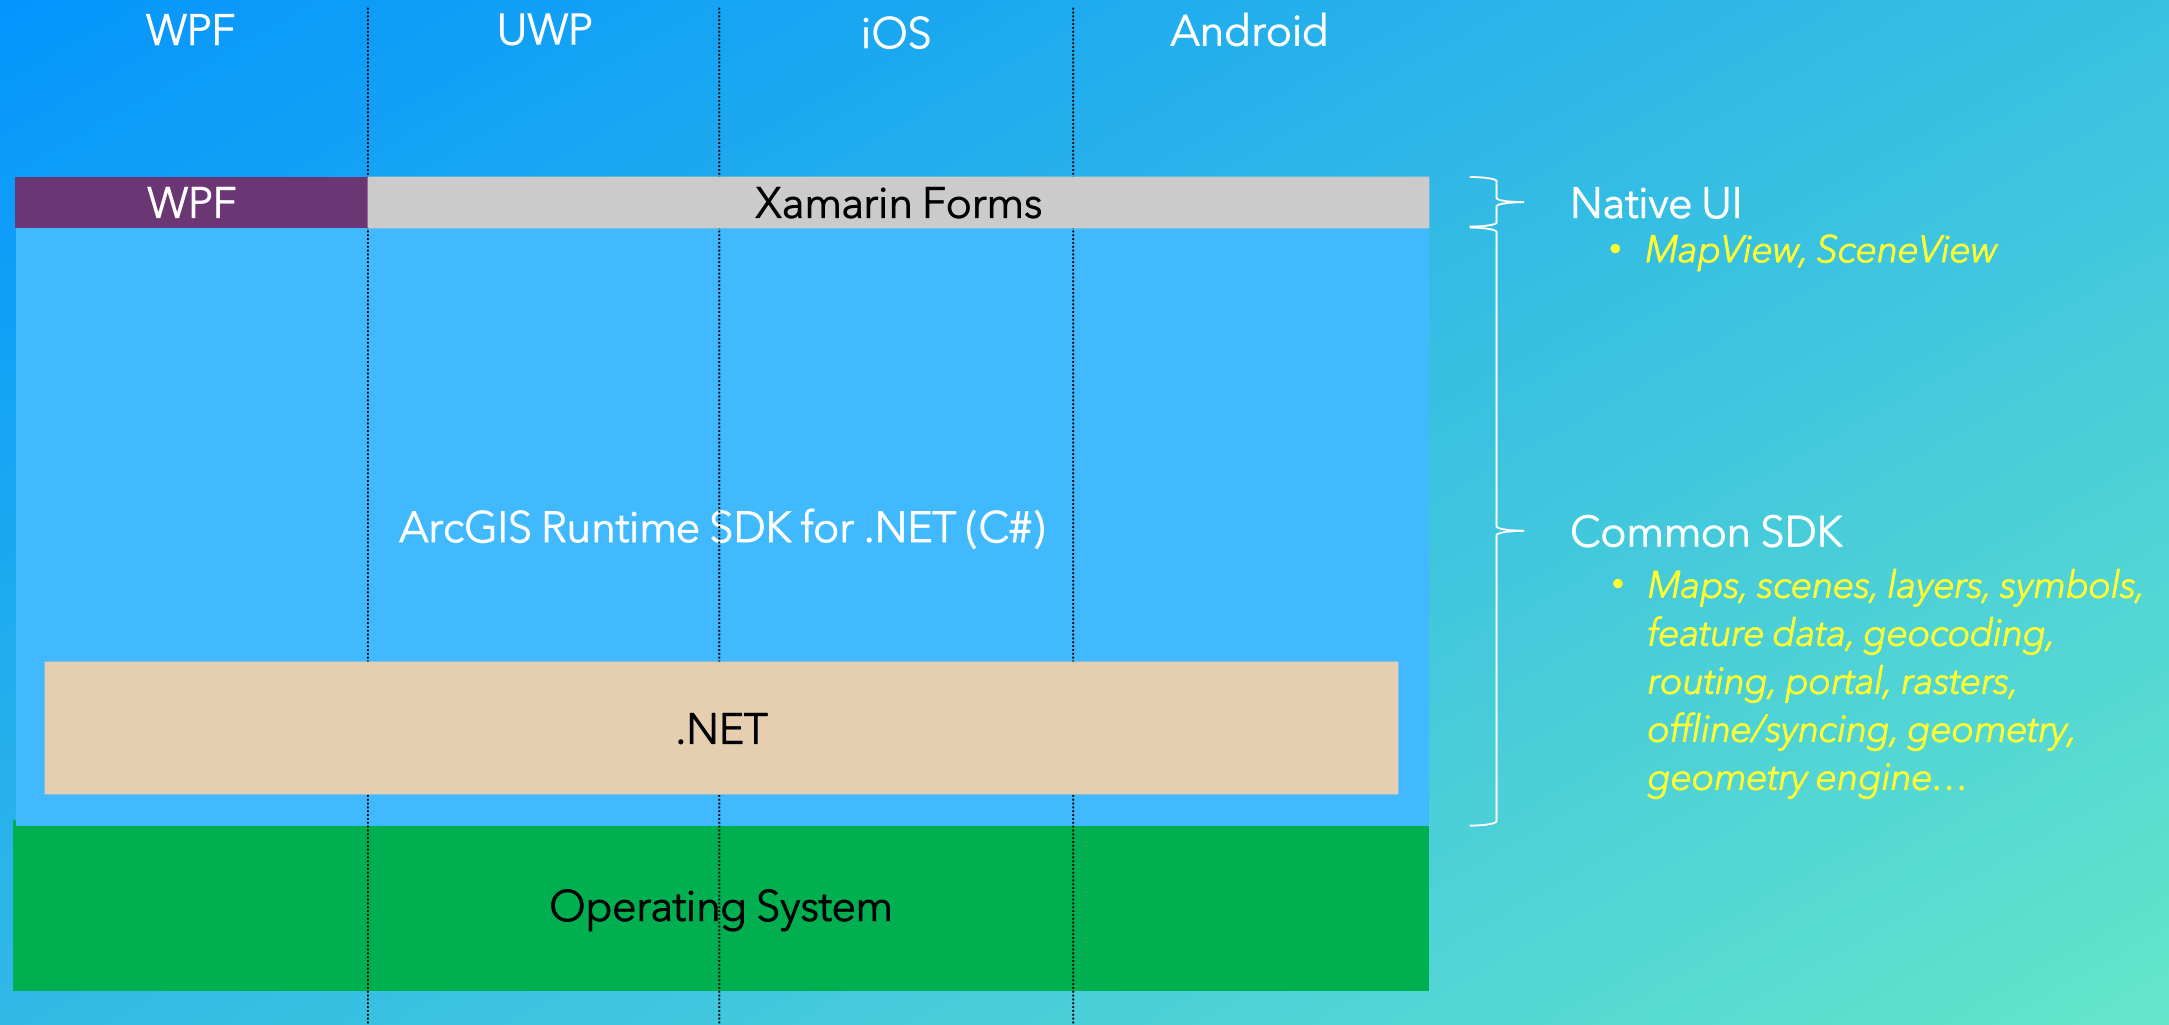 WPF
UWP
iOS
Android
WPF
Xamarin Forms
Native UI
• MapView, SceneView
ArcGIS Runtime SDK for .NET (C#)
Common SDK
• Maps, scenes, layers, symbols,
feature data, geocoding,
routing, portal, rasters,
offline/syncing, geometry,
geometry engine…
.NET
Operating System